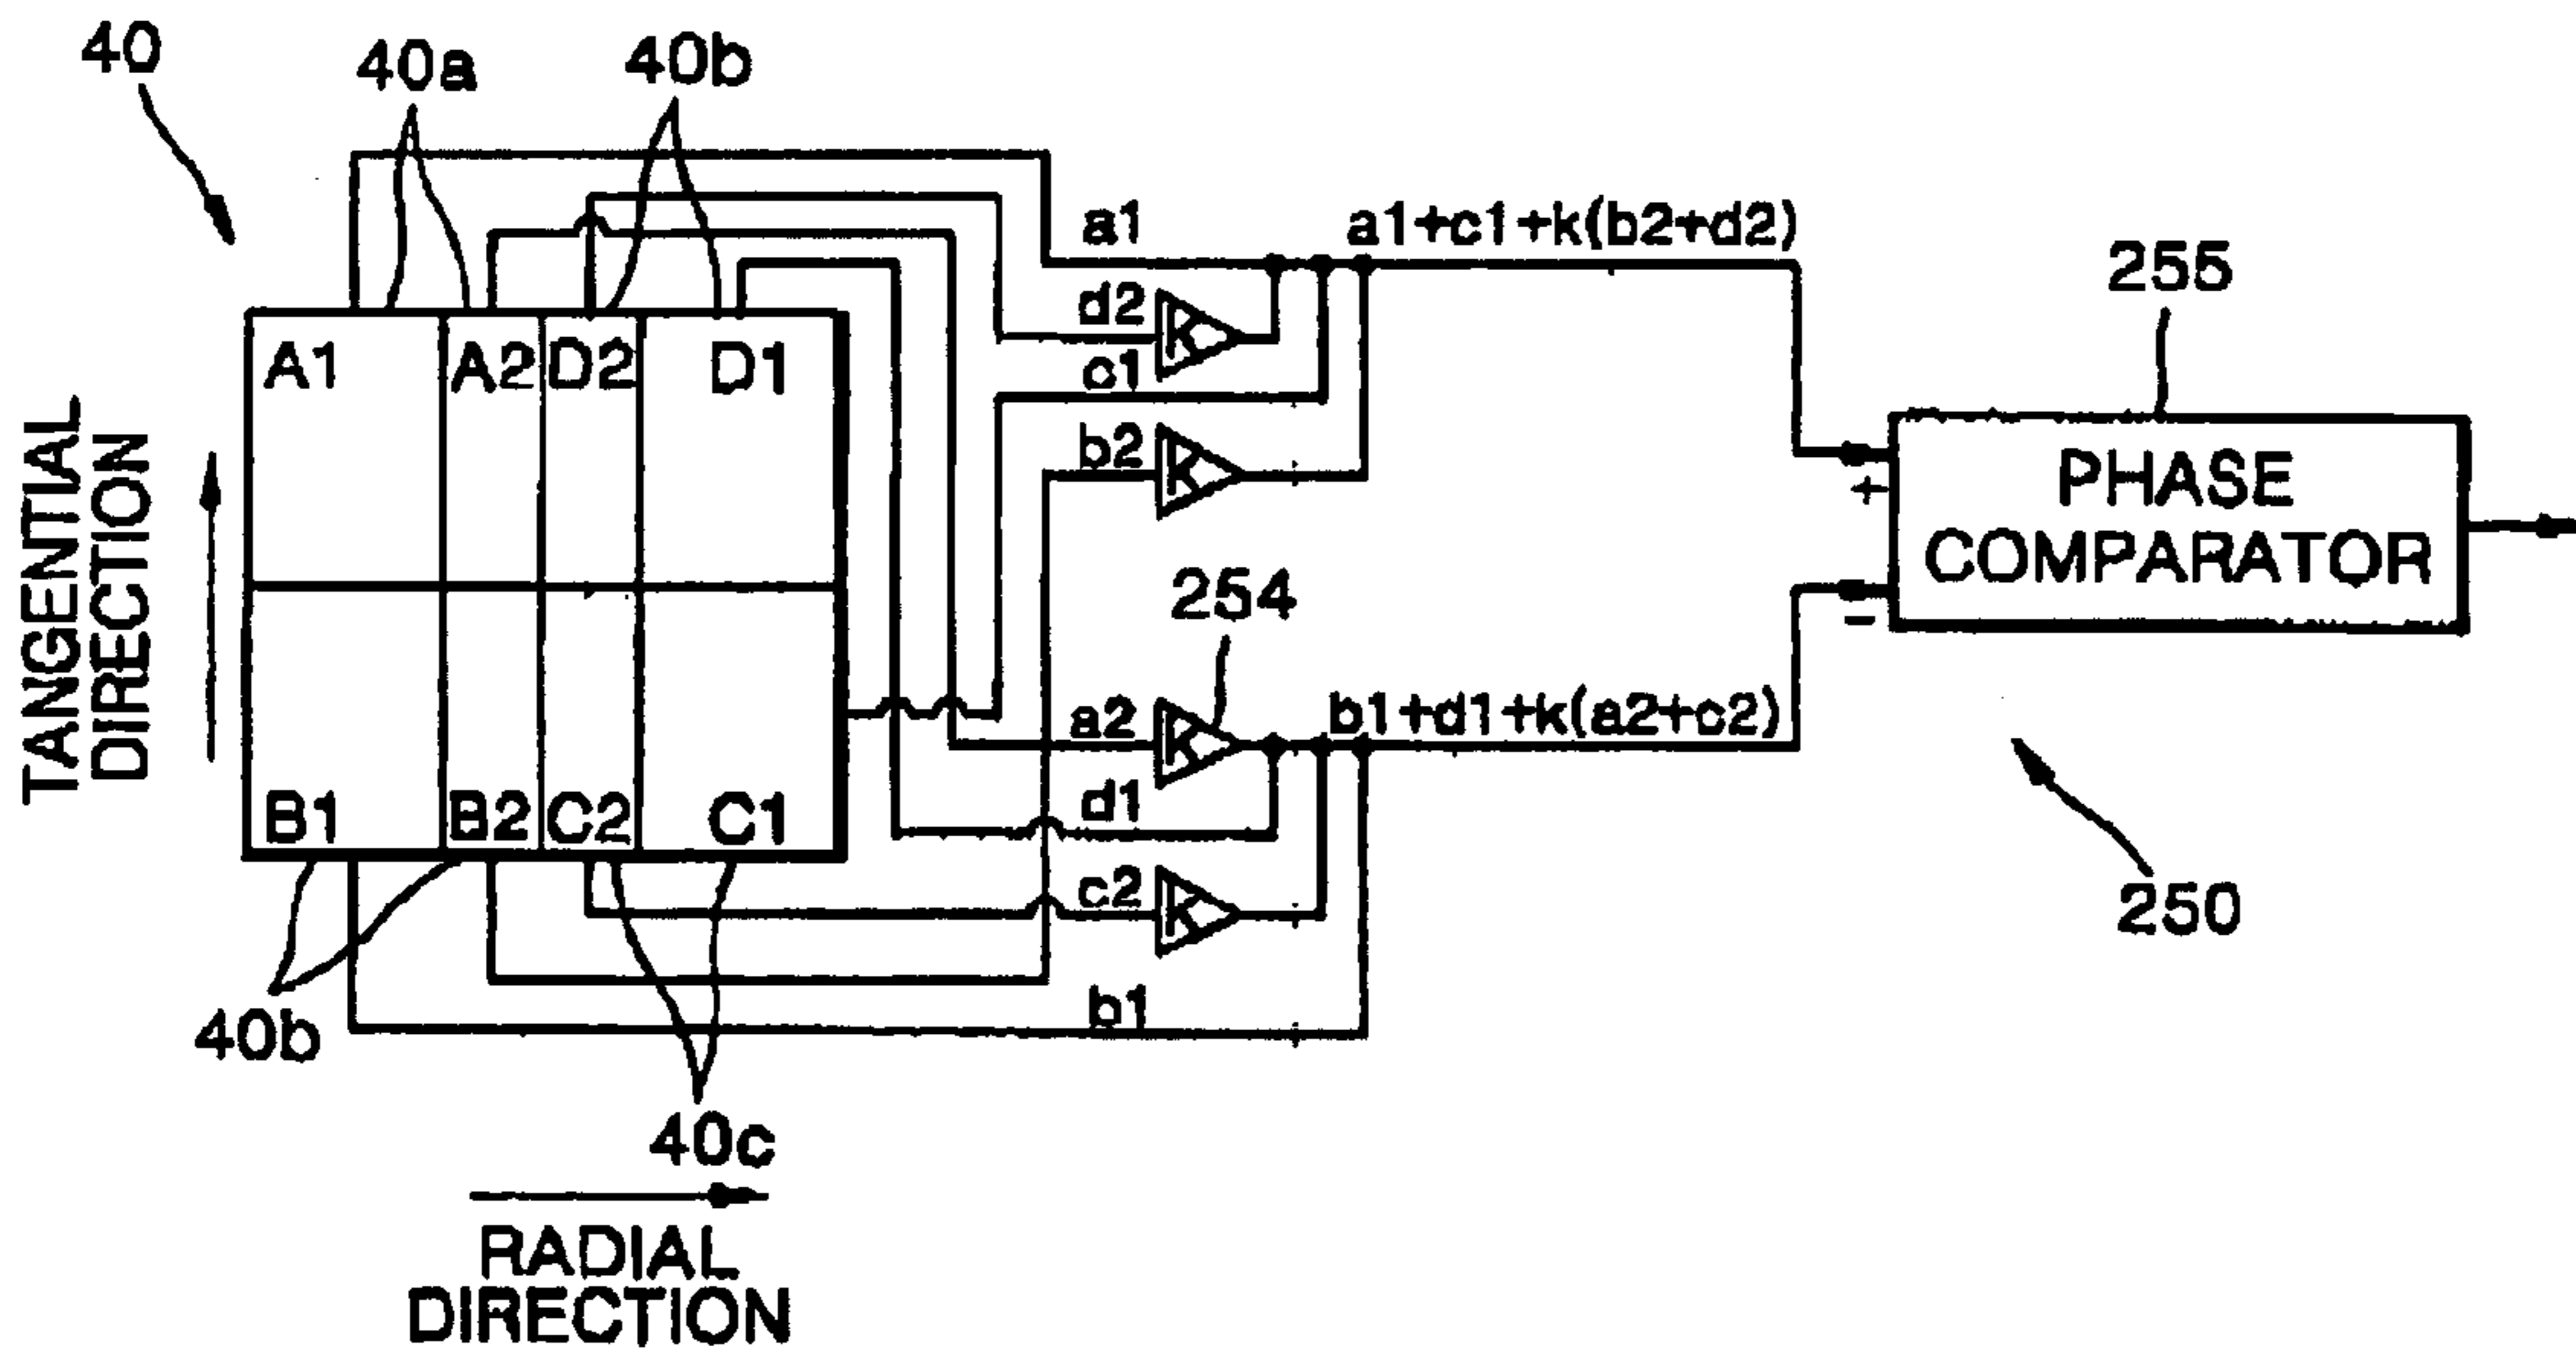 40
40a
40b
a1
a1+c1+k(b2+d2)
255
d2
K
A1
A2
D2
D1
c1
b2
K
TANGENTIAL
DIRECTION
+
PHASE
COMPARATOR
254
-
a2
K
b1+d1+k(a2+c2)
B1
B2
C2
C1
d1
c2
K
250
b1
40b
40c
RADIAL
DIRECTION